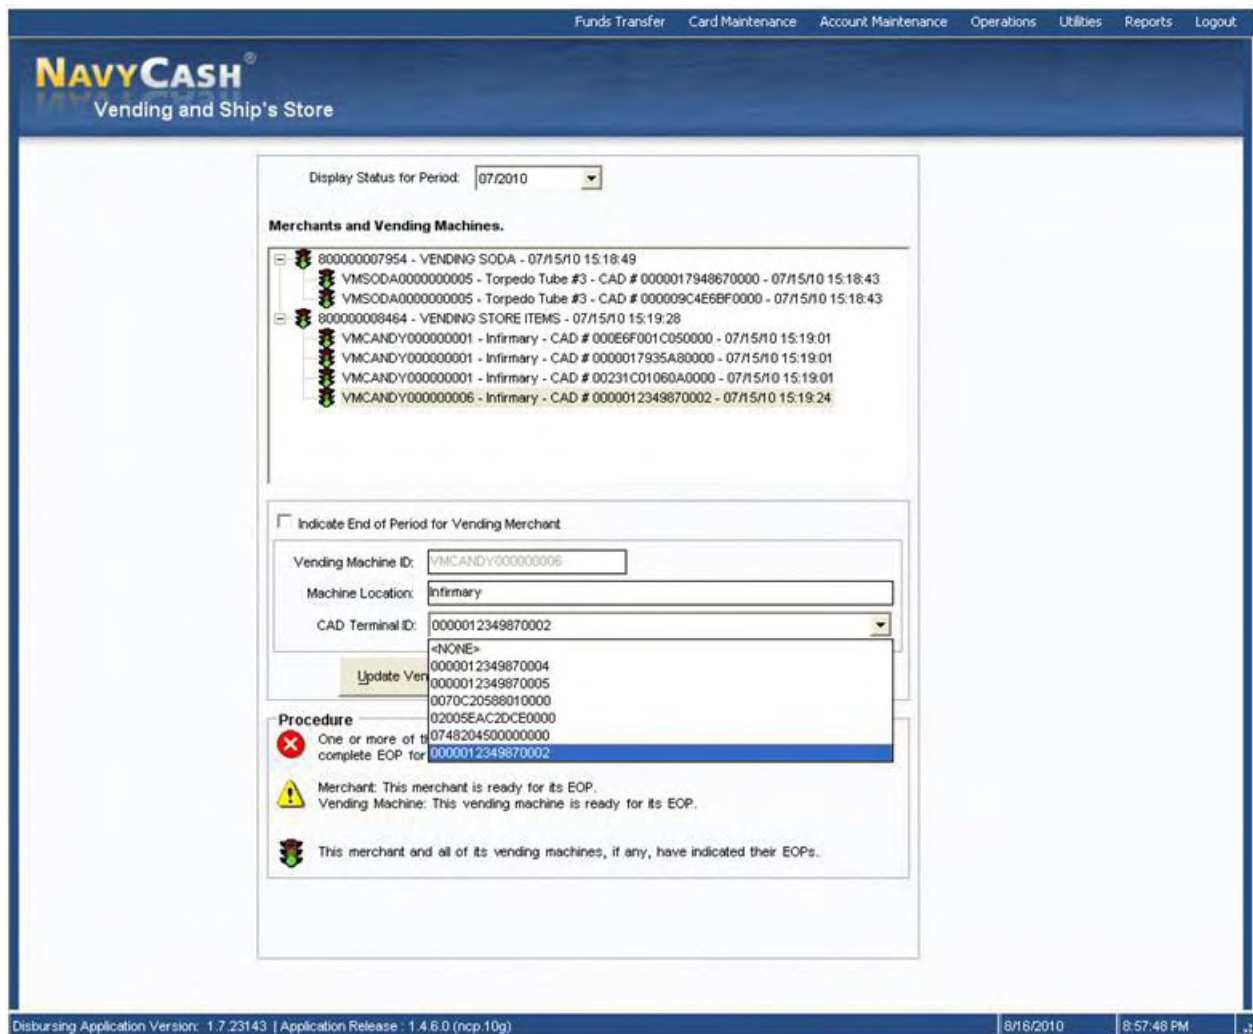 Funds Transfer Card Maintenance Account Maintenance Operations Utilities Reports Logout
NAVYCASH®
Vending and Ship's Store
Display Status for Period: 07/2010
Merchants and Vending Machines.
800000007954 - VENDING SODA - 07/15/10 15:18:49
VMSODA0000000005 - Torpedo Tube #3 - CAD # 0000017948670000 - 07/15/10 15:18:43
VMSODA0000000005 - Torpedo Tube #3 - CAD # 000009C4E6BF0000 - 07/15/10 15:18:43
800000008464 - VENDING STORE ITEMS - 07/15/10 15:19:28
VMCANDY000000001 - Infirmary - CAD # 000E6F001C050000 - 07/15/10 15:19:01
VMCANDY000000001 - Infirmary - CAD # 0000017935A80000 - 07/15/10 15:19:01
VMCANDY000000001 - Infirmary - CAD # 00231C01060A0000 - 07/15/10 15:19:01
VMCANDY000000006 - Infirmary - CAD # 0000012349870002 - 07/15/10 15:19:24
Indicate End of Period for Vending Merchant
Vending Machine ID: VMCANDY000000006
Machine Location: Infirmary
CAD Terminal ID: 0000012349870002
<NONE>
0000012349870004
Update Ven
0000012349870005
0070C20588010000
02005EAC2DCE0000
0748204500000000
0000012349870002
Procedure
One or more of t
complete EOP for
Merchant: This merchant is ready for its EOP.
Vending Machine: This vending machine is ready for its EOP.
This merchant and all of its vending machines, if any, have indicated their EOPs.
Disbursing Application Version: 1.7.23143 | Application Release : 1.4.6.0 (ncp.10g) 8/16/2010 8:57:48 PM